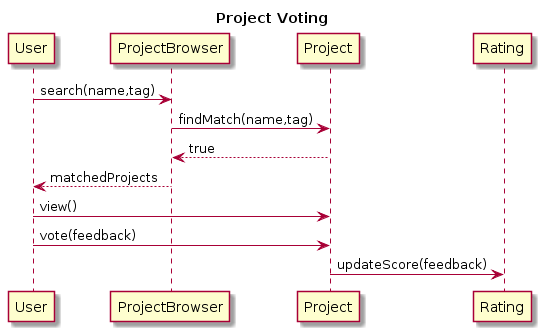 Project Voting
User ProjectBrowser Project Rating
search(name,tag)
findMatch(name,tag)
true
matchedProjects
view()
vote(feedback)
updateScore(feedback)
User ProjectBrowser Project Rating